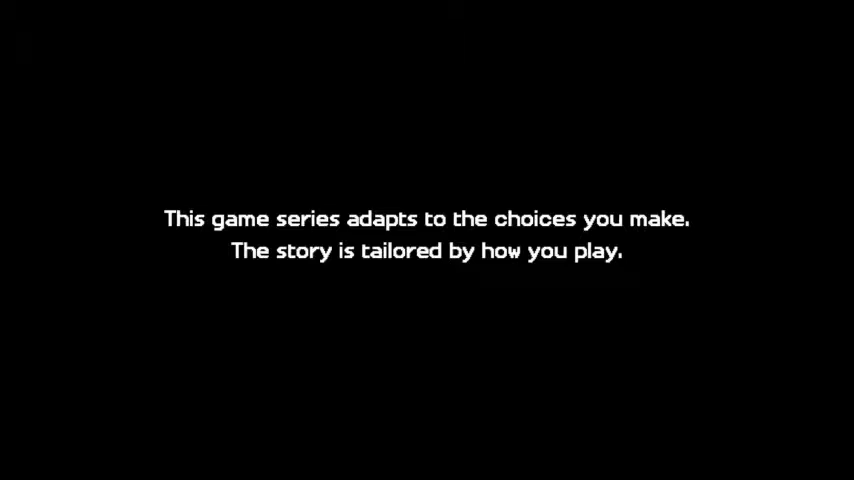 This game series adapts to the choices you make.
The story is tailored by how you play.